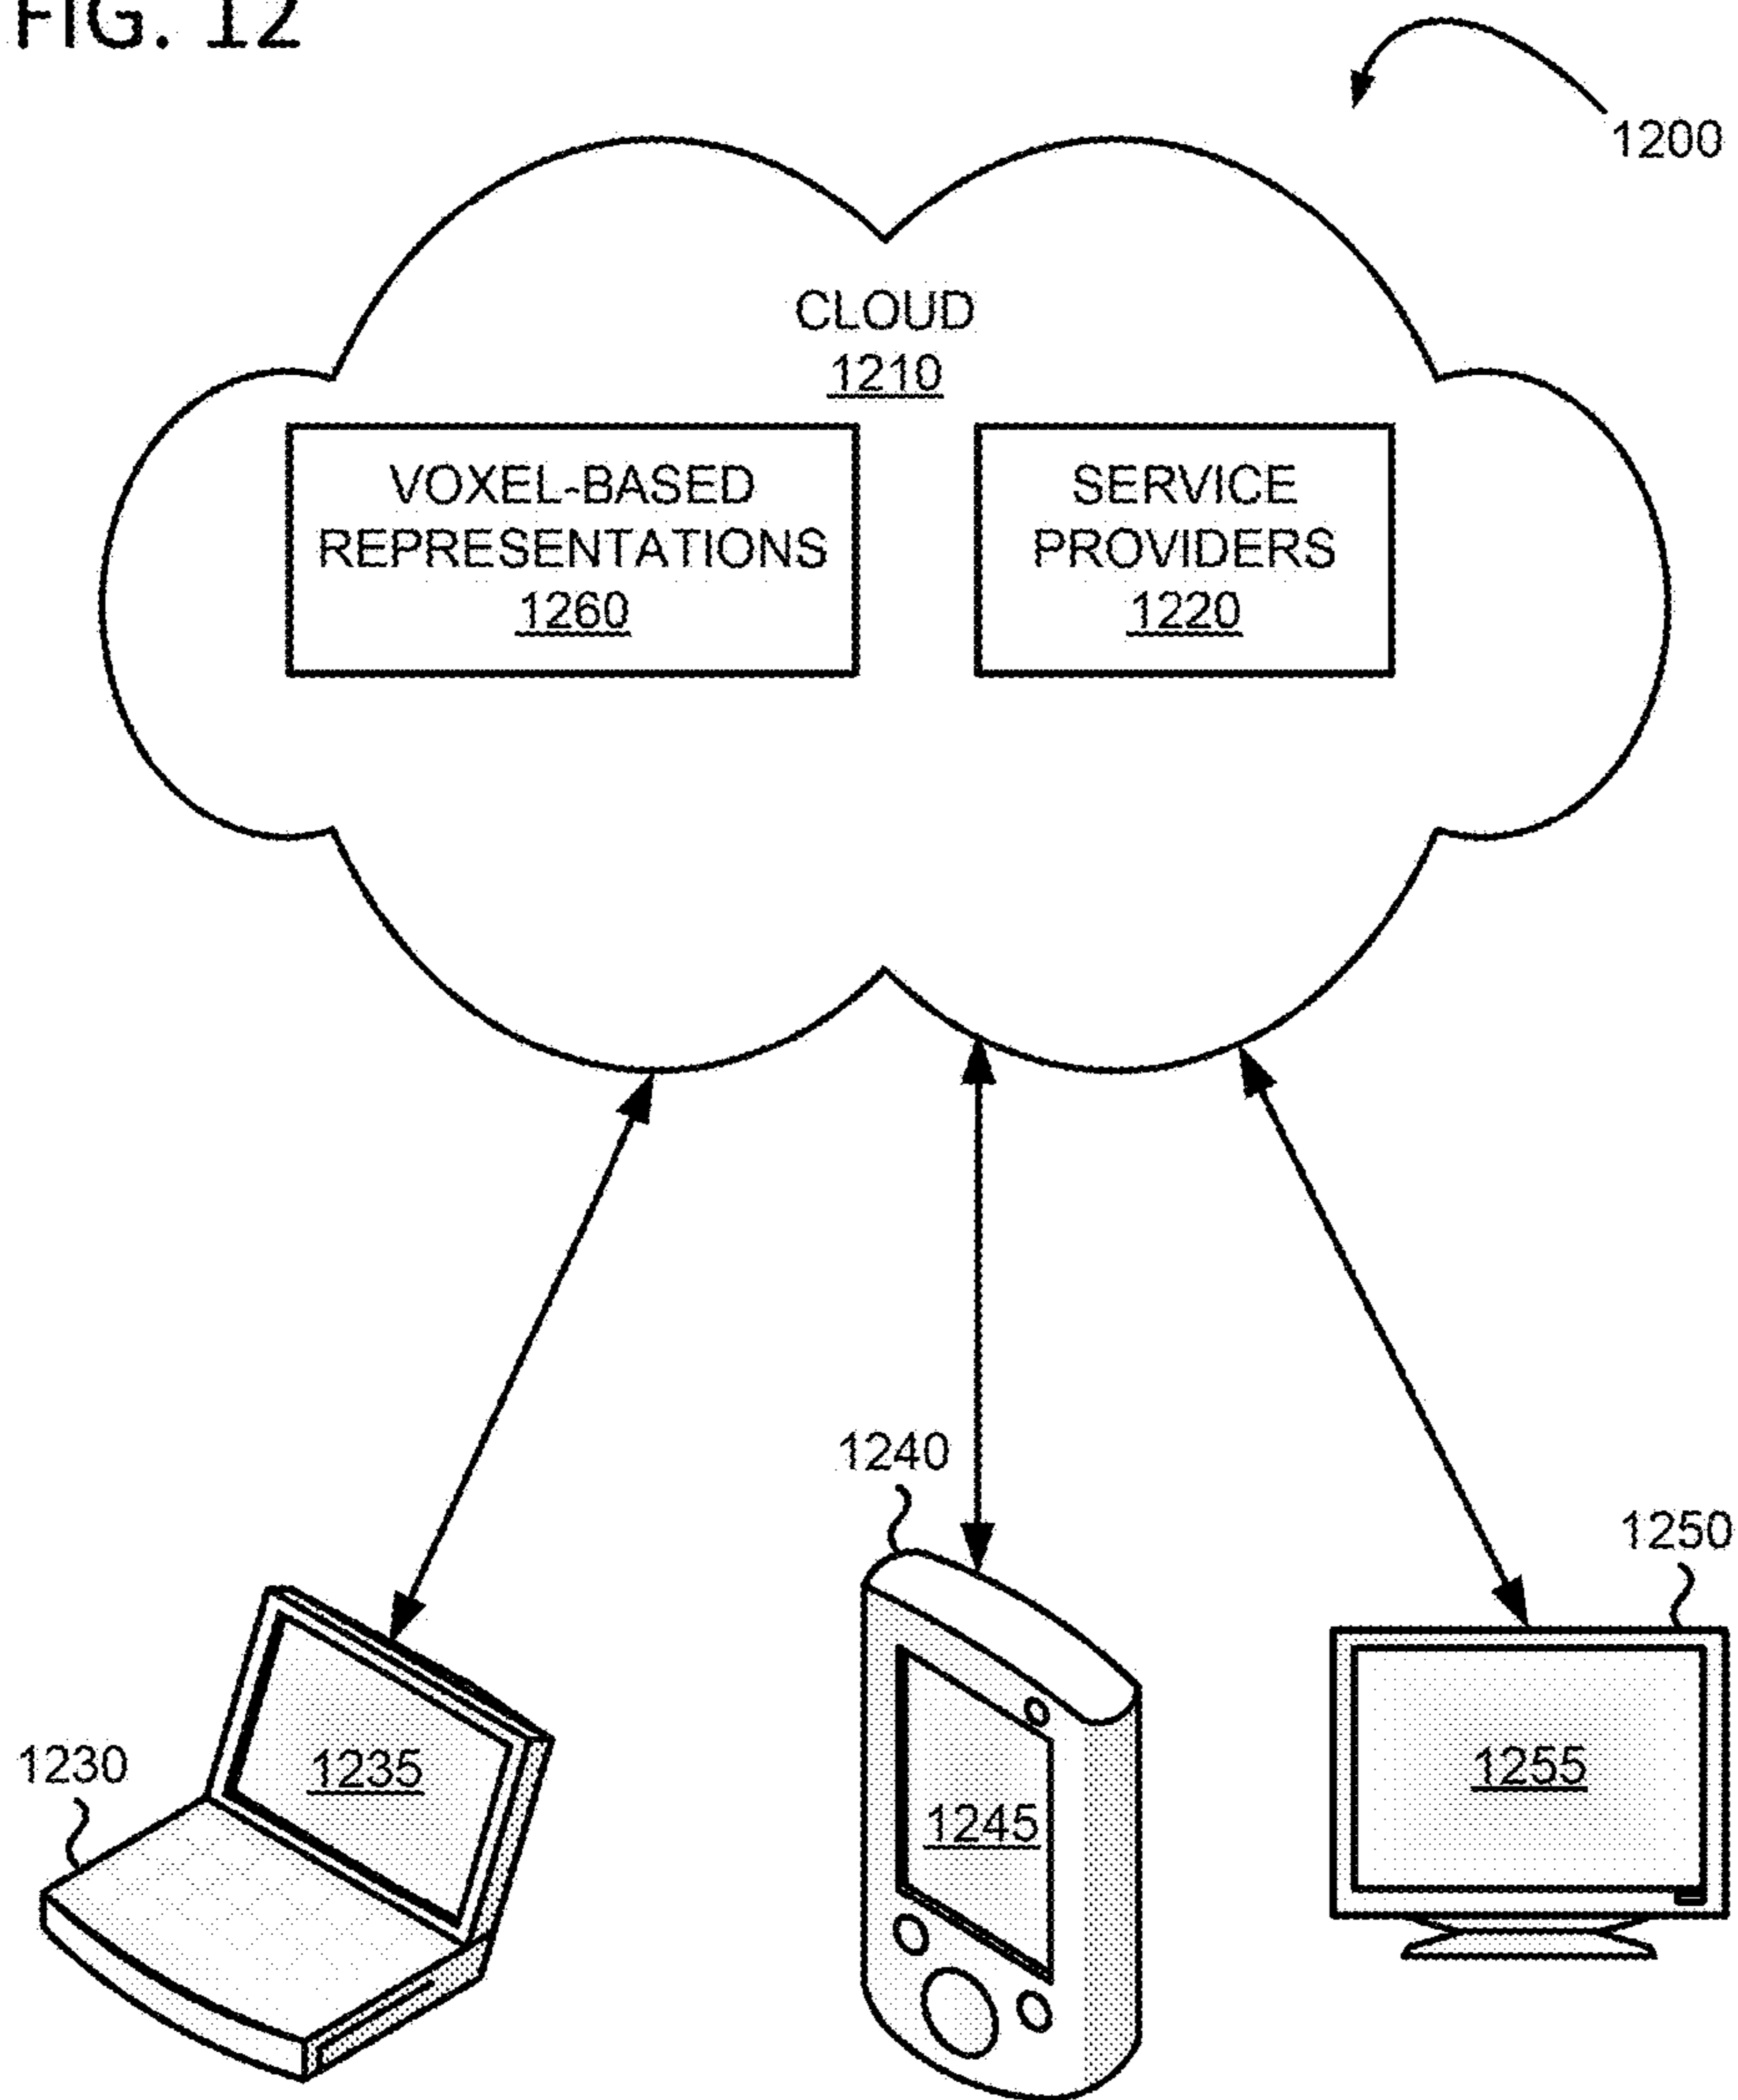 FIG. 12
1200
CLOUD
1210
VOXEL-BASED
REPRESENTATIONS
1260
SERVICE
PROVIDERS
1220
1240
1250
1230
1235
1245
1255